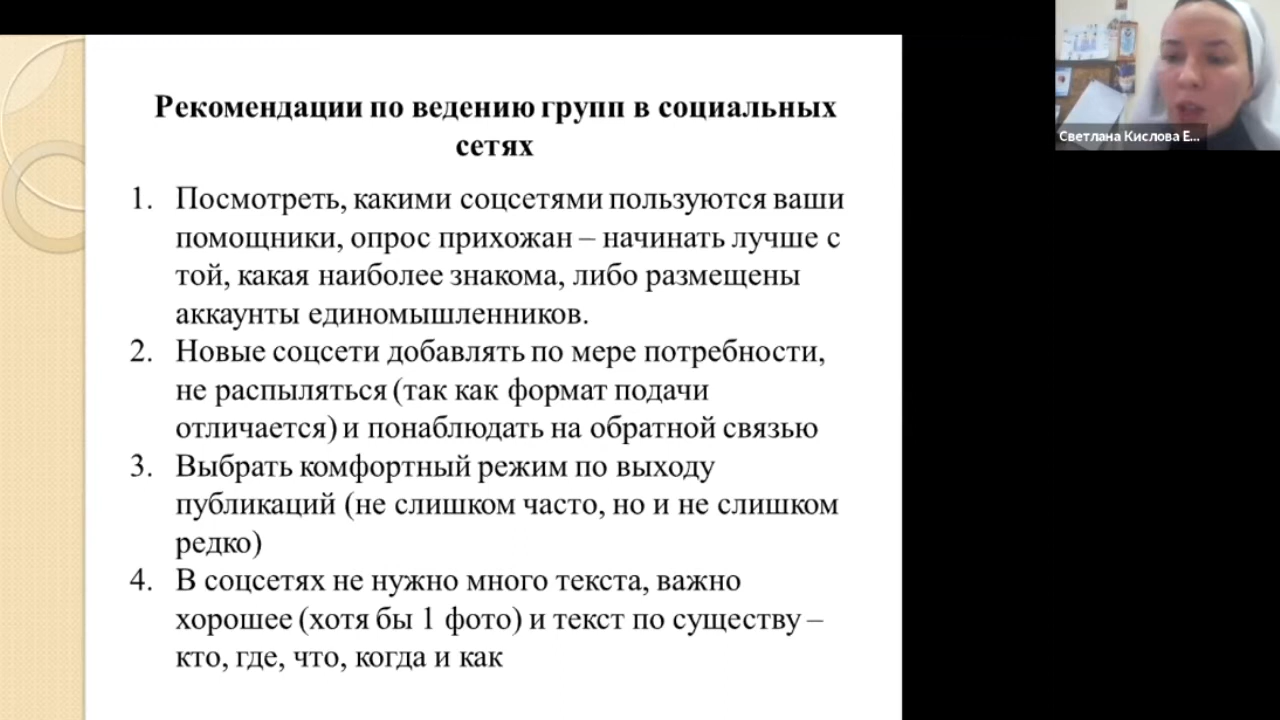 Рекомендации по ведению групп в социальных
сетях
1. Посмотреть, какими соцсетями пользуются ваши
помощники, опрос прихожан – начинать лучше с
той, какая наиболее знакома, либо размещены
аккаунты единомышленников.
2. Новые соцсети добавлять по мере потребности,
не распыляться (так как формат подачи
отличается) и понаблюдать на обратной связью
3. Выбрать комфортный режим по выходу
публикаций (не слишком часто, но и не слишком
редко)
4. В соцсетях не нужно много текста, важно
хорошее (хотя бы 1 фото) и текст по существу –
кто, где, что, когда и как
Светлана Кислова Е...